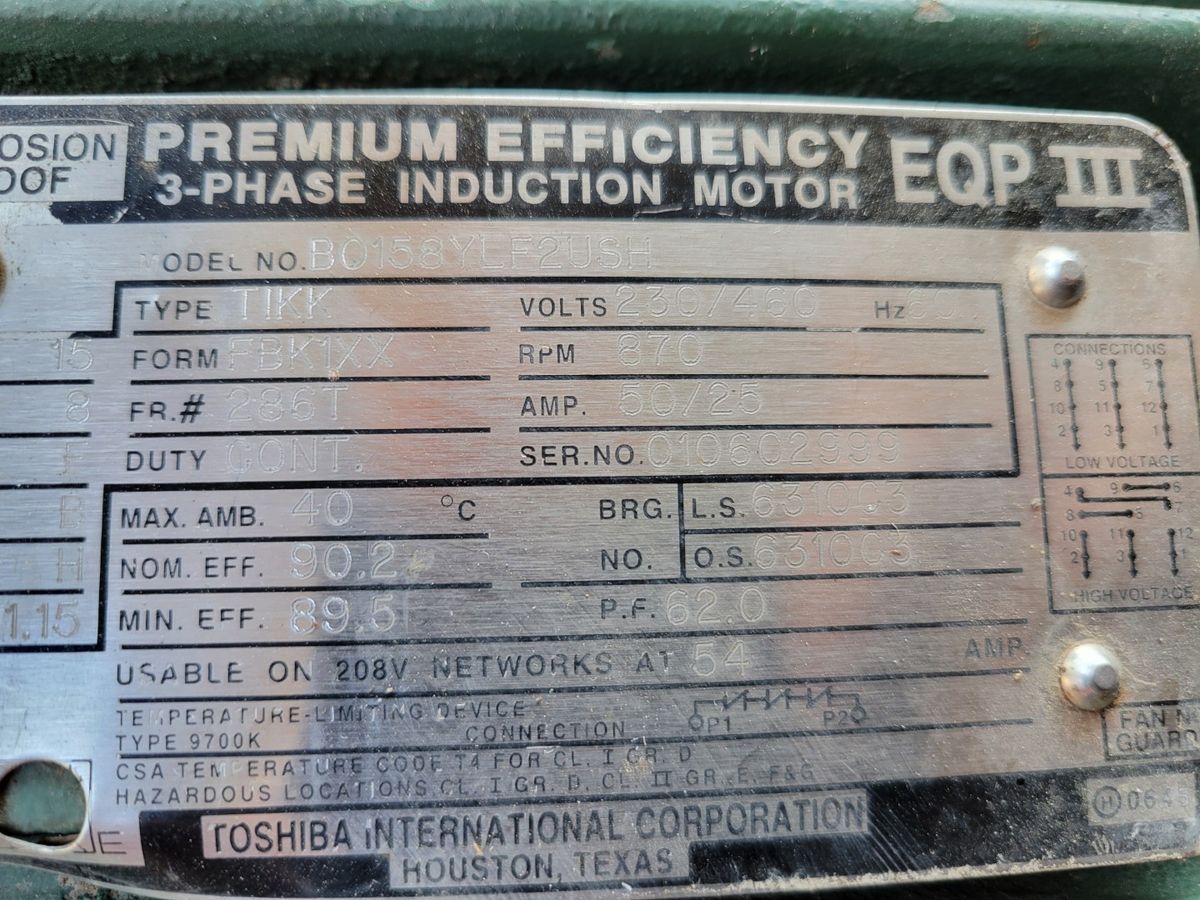 OSION
OOF
PREMIUM EFFICIENCY
3-PHASE INDUCTION MOTOR
EQP III
MODEL NO. B0158YLF2USH
TYPE TIKK VOLTS 230/460 Hz 60
15 FORM FBK1XX RPM 870
8 FR.# 286T AMP. 50/25
F DUTY CONT. SER.NO. 010602999
B MAX. AMB. 40 °C BRG. L.S. 6310C3
H NOM. EFF. 90.2 NO. O.S. 6310C3
1.15 MIN. EFF. 89.5 P.F. 62.0
USABLE ON 208V NETWORKS AT 54 AMP.
TEMPERATURE-LIMITING DEVICE
TYPE 9700K CONNECTION P1 P2
CSA TEMPERATURE CODE T4 FOR CL. I GR. D
HAZARDOUS LOCATIONS CL. I GR. D, CL. II GR. E, F&G
TOSHIBA INTERNATIONAL CORPORATION
HOUSTON, TEXAS
CONNECTIONS
4 9 6
8 5 7
10 11 12
2 3 1
LOW VOLTAGE
4 9 6
8 5 7
10 11 12
2 3 1
HIGH VOLTAGE
FAN N
GUARD
H 0645
NE